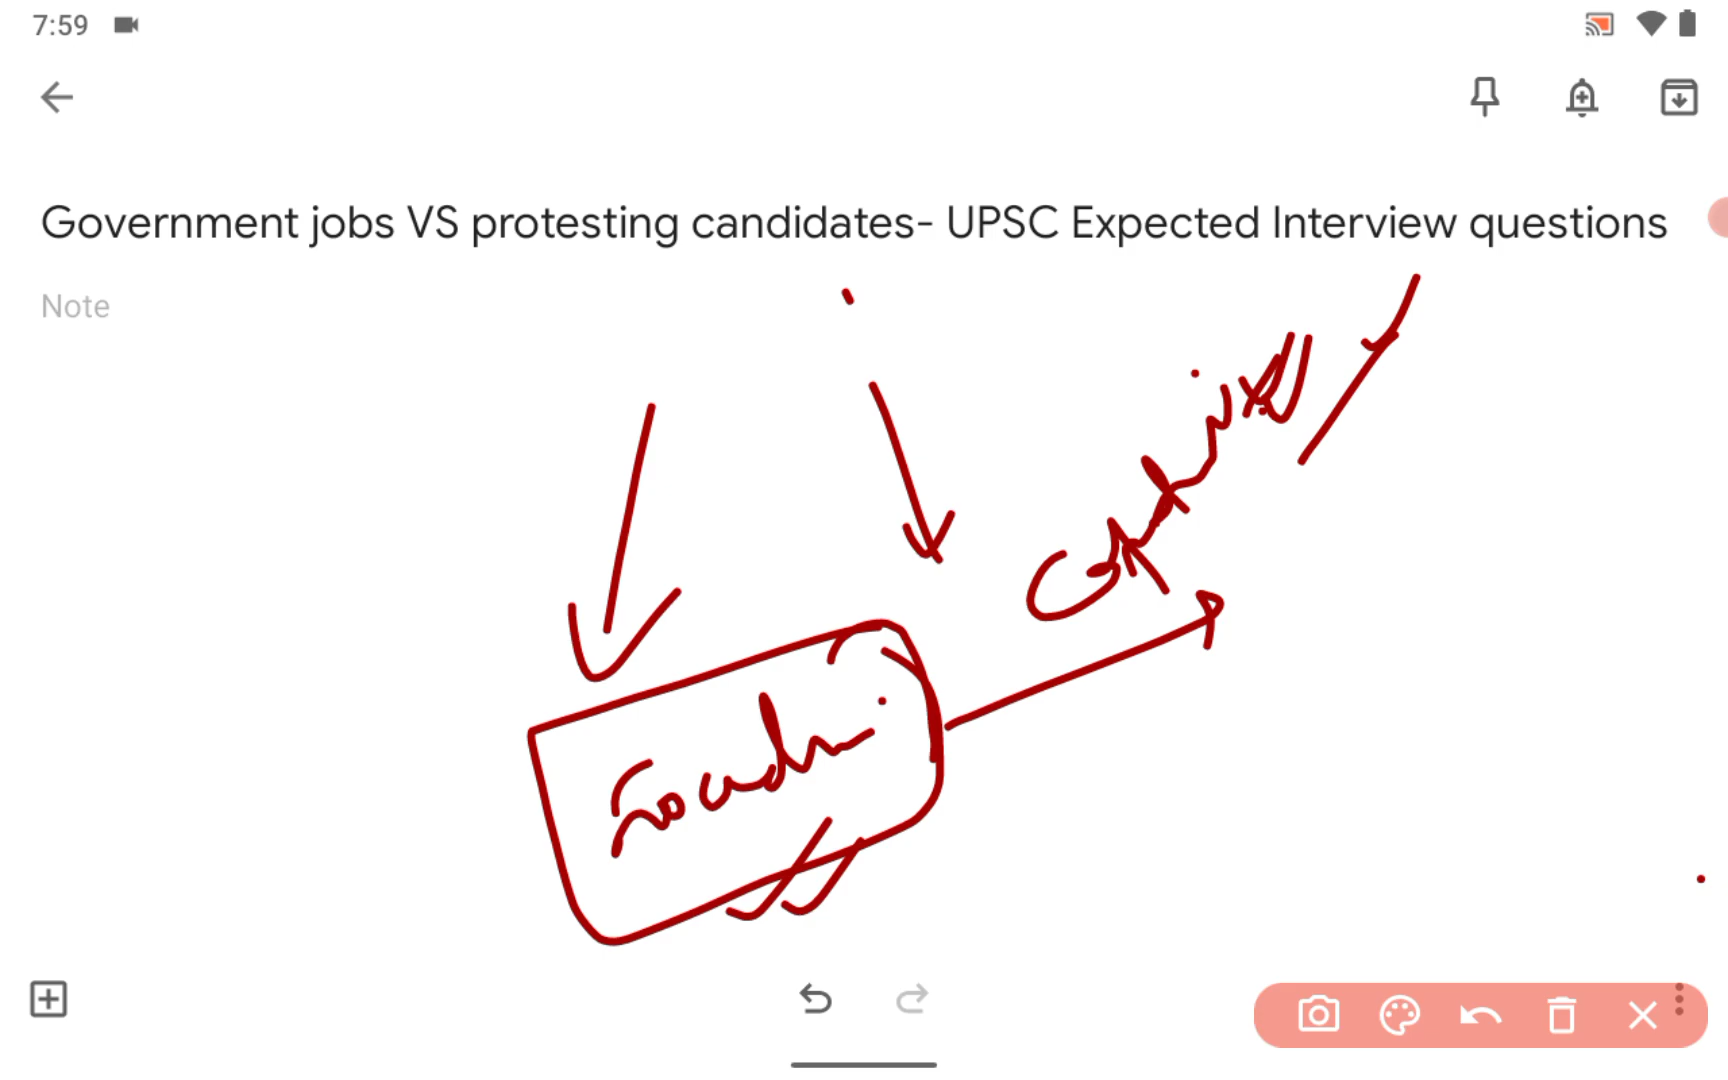 7:59
Government jobs VS protesting candidates- UPSC Expected Interview questions
Note